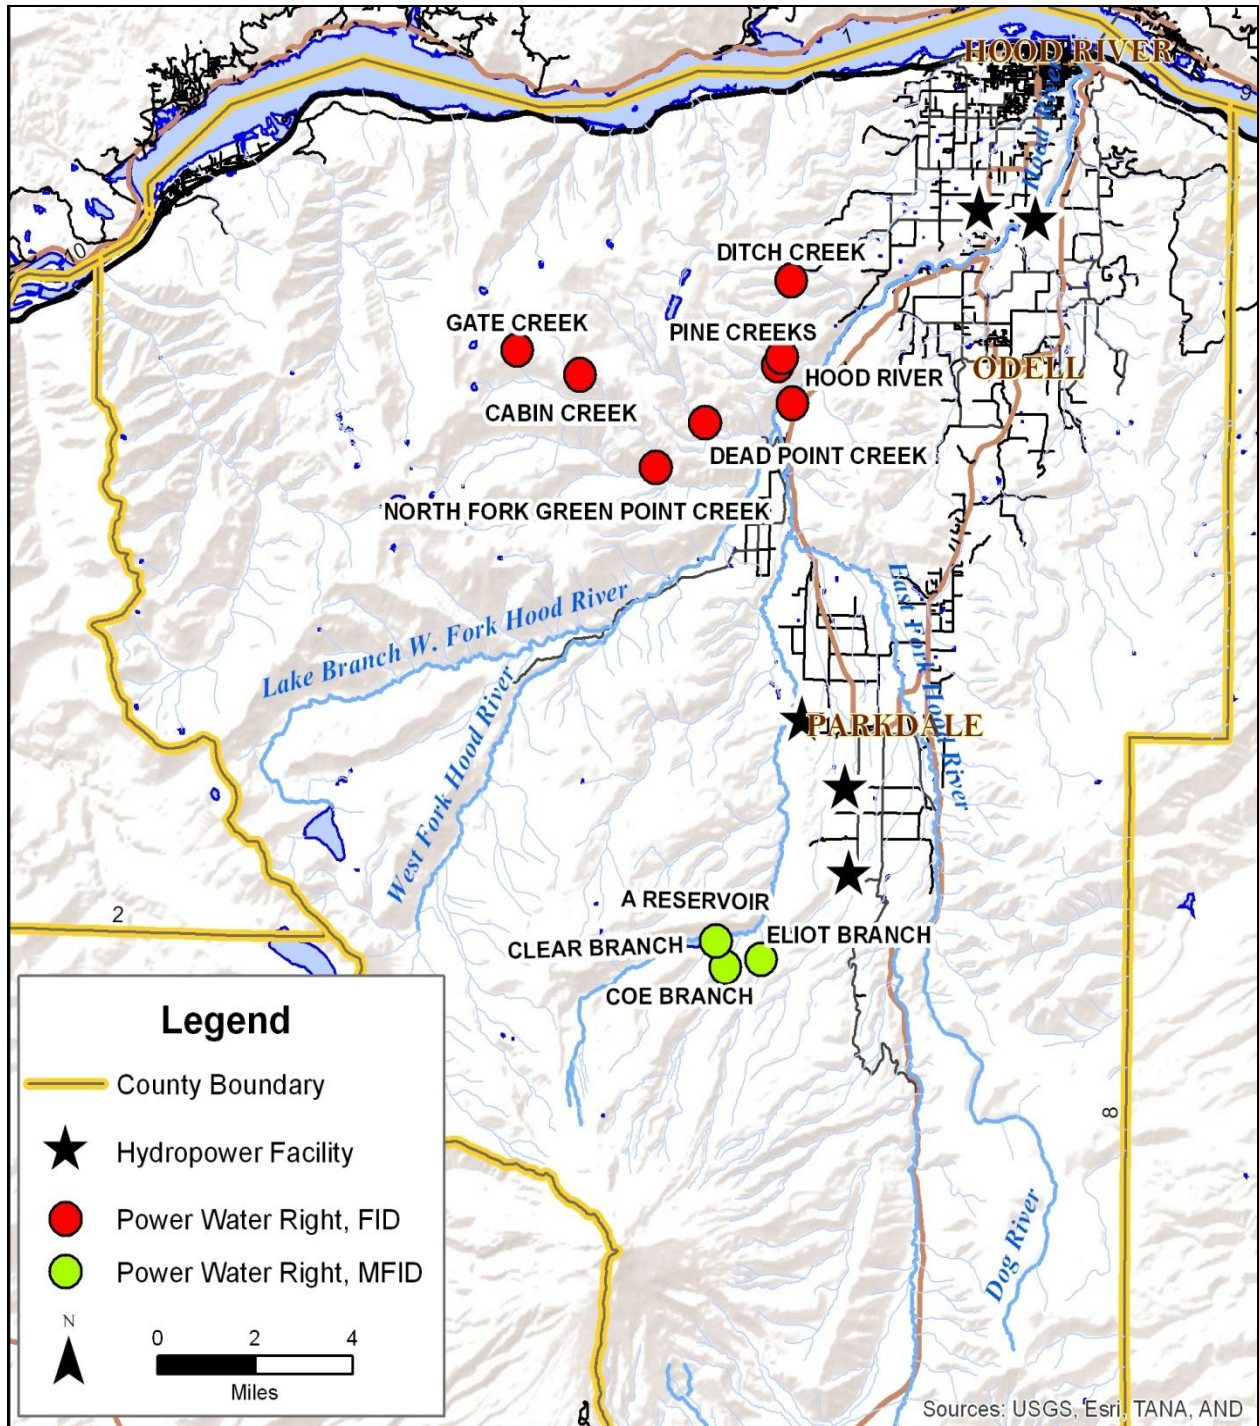 1
HOOD RIVER
9
Hood River
10
DITCH CREEK
GATE CREEK
PINE CREEKS
HOOD RIVER
ODELL
CABIN CREEK
DEAD POINT CREEK
NORTH FORK GREEN POINT CREEK
East Fork Hood River
Lake Branch W. Fork Hood River
West Fork Hood River
PARKDALE
A RESERVOIR
2
ELIOT BRANCH
CLEAR BRANCH
COE BRANCH
8
Dog River
Legend
County Boundary
Hydropower Facility
Power Water Right, FID
Power Water Right, MFID
N
0 2 4
Miles
Sources: USGS, Esri, TANA, AND